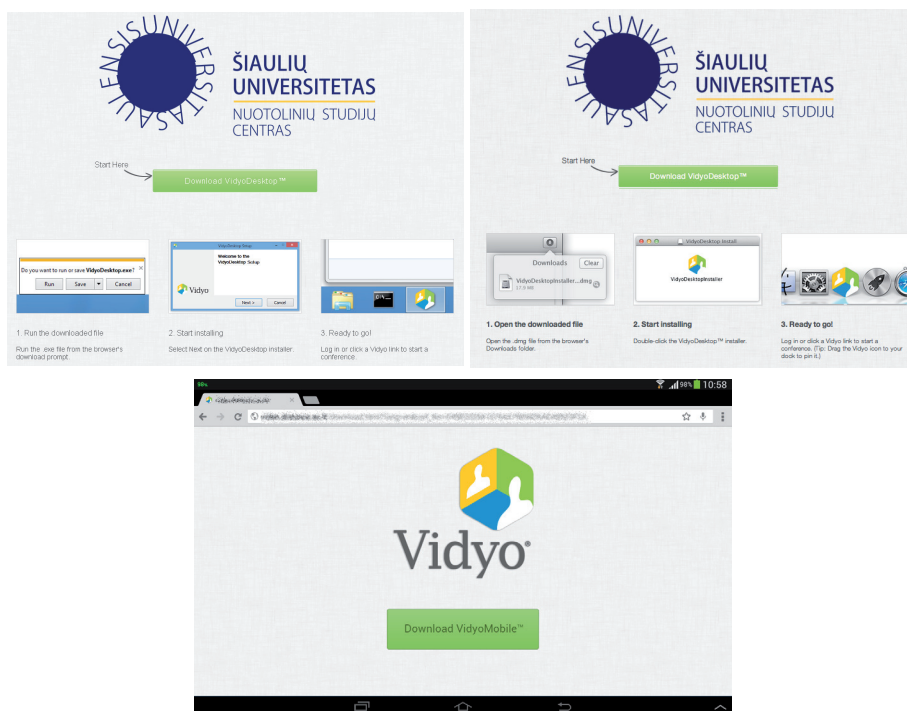 SIAULIENSIS UNIVERSITAS
ŠIAULIŲ
UNIVERSITETAS
NUOTOLINIŲ STUDIJŲ
CENTRAS
Start Here
Download VidyoDesktop™
Do you want to run or save VidyoDesktop.exe? ×
Run Save Cancel
VidyoDesktop Setup
Welcome to the
VidyoDesktop Setup
Vidyo
Next > Cancel
1. Run the downloaded file
Run the .exe file from the browser's
download prompt.
2. Start installing
Select Next on the VidyoDesktop installer.
3. Ready to go!
Log in or click a Vidyo link to start a
conference.
SIAULIENSIS UNIVERSITAS
ŠIAULIŲ
UNIVERSITETAS
NUOTOLINIŲ STUDIJŲ
CENTRAS
Start Here
Download VidyoDesktop™
Downloads Clear
VidyoDesktopInstaller...dmg
17.9 MB
VidyoDesktop Install
VidyoDesktopInstaller
1. Open the downloaded file
Open the .dmg file from the browser's
Downloads folder.
2. Start installing
Double-click the VidyoDesktop™ installer.
3. Ready to go!
Log in or click a Vidyo link to start a
conference. (Tip: Drag the Vidyo icon to your
dock to pin it.)
98% 98% 10:58
Vidyo®
Download VidyoMobile™